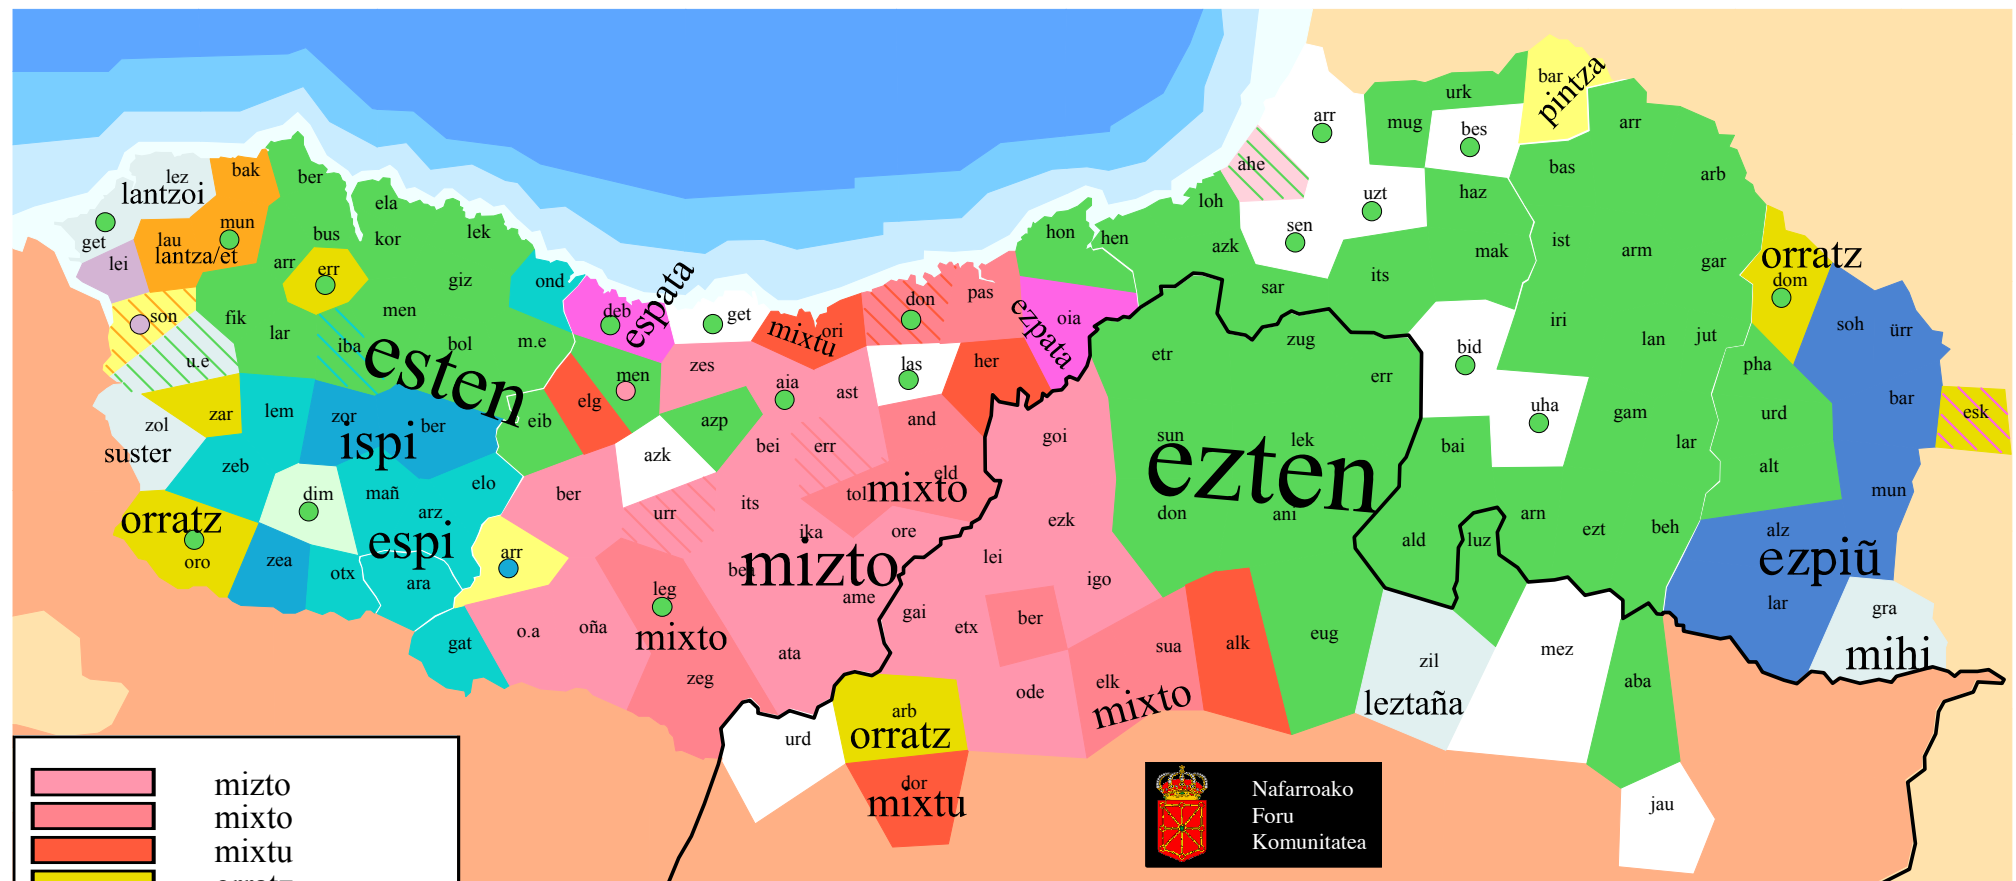 lez
lantzoi
get
lei
bak
mun
lau
lantza/et
ber
bus
arr
err
ela
kor
lek
giz
men
ond
son
fik
lar
iba
bol
m.e
esten
u.e
zar
lem
zor
ber
ispi
eib
zol
suster
zeb
dim
mañ
elo
arz
espi
orratz
oro
zea
otx
ara
arr
gat
deb
espata
get
men
elg
zes
mixtu
ori
don
pas
las
her
aia
ast
azp
azk
bei
err
and
eld
mixto
tol
ber
its
urr
ika
ore
mizto
bea
ame
leg
mixto
o.a
oña
zeg
ata
urd
hon
hen
ezpata
oia
loh
azk
ahe
arr
sen
uzt
mug
urk
bes
bar
pintza
haz
mak
its
sar
arr
bas
arb
ist
arm
gar
iri
lan
jut
orratz
dom
soh
ürr
pha
urd
bar
esk
alt
mun
alz
ezpiũ
lar
gra
mihi
etr
zug
err
bid
uha
bai
gam
lar
goi
sun
lek
ezten
don
ani
ezk
lei
igo
gai
etx
ber
sua
alk
eug
ode
elk
mixto
arb
orratz
dor
mixtu
ald
luz
arn
ezt
beh
zil
leztaña
mez
aba
jau
mizto
mixto
mixtu
Nafarroako
Foru
Komunitatea